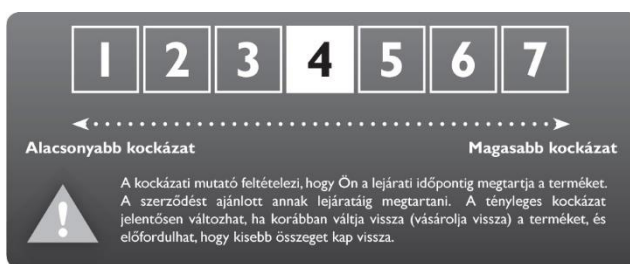 1 2 3 4 5 6 7
Alacsonyabb kockázat Magasabb kockázat
A kockázati mutató feltételezi, hogy Ön a lejárati időpontig megtartja a terméket.
A szerződést ajánlott annak lejáratáig megtartani. A tényleges kockázat
jelentősen változhat, ha korábban váltja vissza (vásárolja vissza) a terméket, és
előfordulhat, hogy kisebb összeget kap vissza.